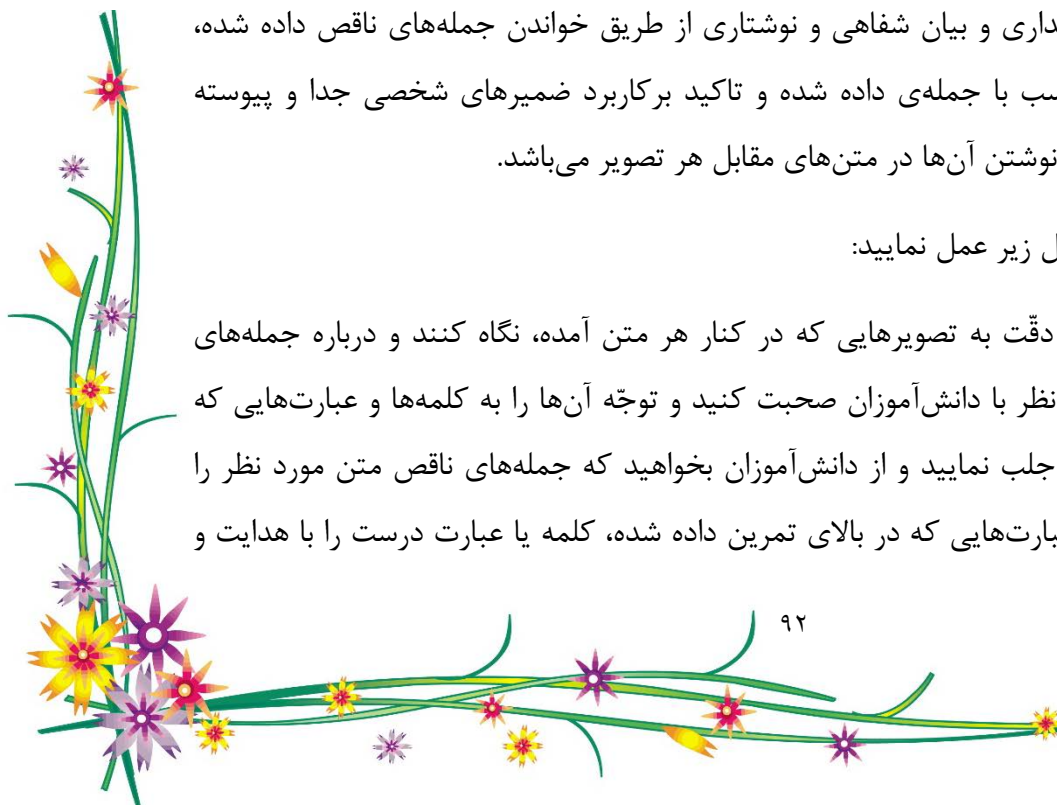 داری و بیان شفاهی و نوشتاری از طریق خواندن جمله‌های ناقص داده شده،
سب با جمله‌ی داده شده و تاکید برکاربرد ضمیرهای شخصی جدا و پیوسته
نوشتن آن‌ها در متن‌های مقابل هر تصویر می‌باشد.
ل زیر عمل نمایید:
دقّت به تصویرهایی که در کنار هر متن آمده، نگاه کنند و درباره جمله‌های
نظر با دانش‌آموزان صحبت کنید و توجّه آن‌ها را به کلمه‌ها و عبارت‌هایی که
جلب نمایید و از دانش‌آموزان بخواهید که جمله‌های ناقص متن مورد نظر را
بارت‌هایی که در بالای تمرین داده شده، کلمه یا عبارت درست را با هدایت و
۹۲